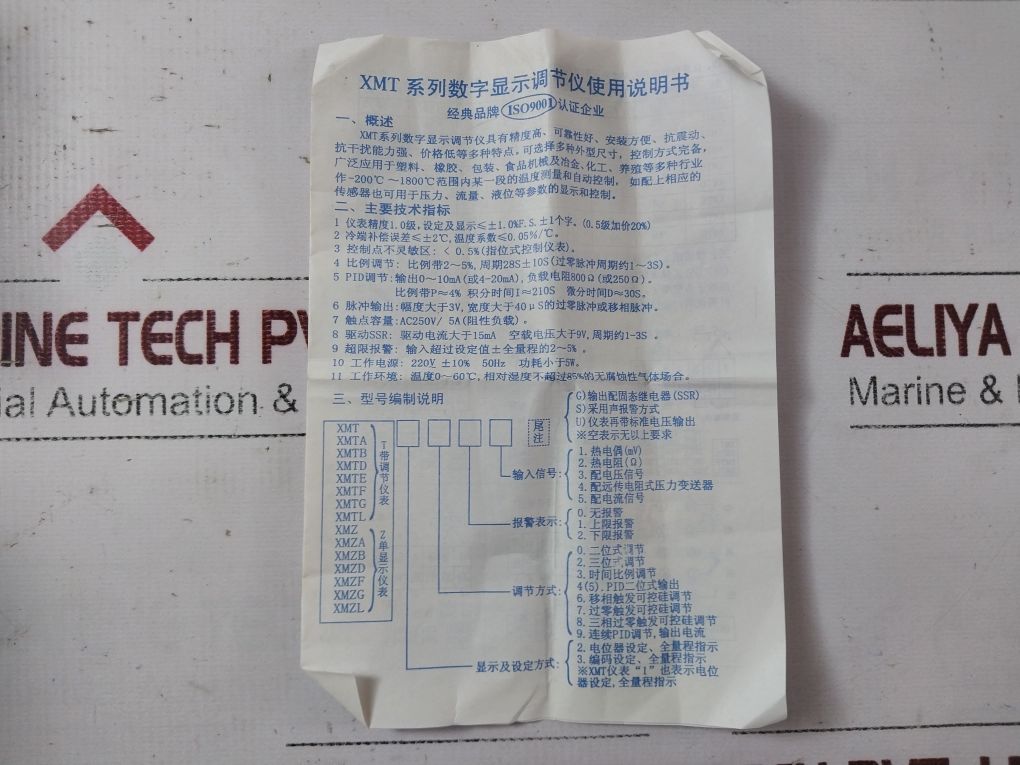 XMT 系列数字显示调节仪使用说明书
经典品牌 ISO9001 认证企业
一、概述
XMT系列数字显示调节仪具有精度高、可靠性好、安装方便、抗震动、
抗干扰能力强、价格低等多种特点。可选择多种外型尺寸，控制方式完备，
广泛应用于塑料、橡胶、包装、食品机械及冶金、化工、养殖等多种行业
作-200℃～1800℃范围内某一段的温度测量和自动控制，如配上相应的
传感器也可用于压力、流量、液位等参数的显示和控制。
二、主要技术指标
1 仪表精度1.0级，设定及显示≤±1.0%F.S.±1个字。(0.5级加价20%)
2 冷端补偿误差≤±2℃，温度系数≤0.05%/℃。
3 控制点不灵敏区：＜0.5%(指位式控制仪表)。
4 比例调节：比例带2～5%，周期28S±10S(过零脉冲周期约1～3S)。
5 PID调节：输出0～10mA(或4～20mA)，负载电阻800Ω(或250Ω)。
比例带P≈4% 积分时间I≈210S 微分时间D≈30S。
6 脉冲输出：幅度大于3V，宽度大于40μS的过零脉冲或移相脉冲。
7 触点容量：AC250V/ 5A(阻性负载)。
8 驱动SSR：驱动电流大于15mA 空载电压大于9V，周期约1-3S 。
9 超限报警：输入超过设定值±全量程的2～5% 。
10 工作电源：220V ±10% 50Hz 功耗小于5W。
11 工作环境：温度0～60℃，相对湿度不超过85%的无腐蚀性气体场合。
三、型号编制说明
XMT
XMTA
XMTB
XMTD
XMTE
XMTF
XMTG
XMTL
T带调节仪表
XMZ
XMZA
XMZB
XMZD
XMZF
XMZG
XMZL
Z单显示仪表
尾注
G)输出配固态继电器(SSR)
S)采用声报警方式
U)仪表再带标准电压输出
※空表示无以上要求
输入信号：
1. 热电偶(mV)
2. 热电阻(Ω)
3. 配电压信号
4. 配远传电阻式压力变送器
5. 配电流信号
报警表示：
0. 无报警
1. 上限报警
2. 下限报警
调节方式：
0. 二位式调节
2. 三位式调节
3. 时间比例调节
4(5). PID二位式输出
6. 移相触发可控硅调节
7. 过零触发可控硅调节
8. 三相过零触发可控硅调节
9. 连续PID调节，输出电流
显示及设定方式：
2. 电位器设定、全量程指示
3. 编码设定、全量程指示
※XMT仪表“1”也表示电位
器设定，全量程指示
INE TECH PV
ial Automation &
AELIYA
Marine &